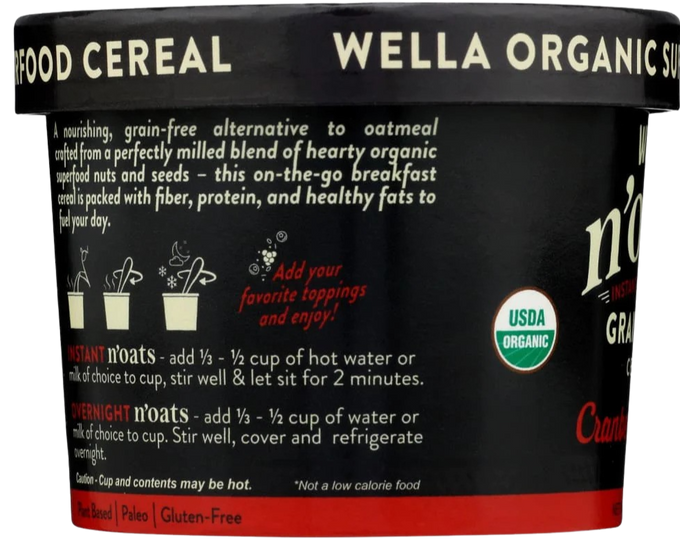 RFOOD CEREAL
WELLA ORGANIC SU
A nourishing, grain-free alternative to oatmeal
crafted from a perfectly milled blend of hearty organic
superfood nuts and seeds – this on-the-go breakfast
cereal is packed with fiber, protein, and healthy fats to
fuel your day.
Add your
favorite toppings
and enjoy!
INSTANT n'oats - add ⅓ - ½ cup of hot water or
milk of choice to cup, stir well & let sit for 2 minutes.
OVERNIGHT n'oats - add ⅓ - ½ cup of water or
milk of choice to cup. Stir well, cover and refrigerate
overnight.
Caution - Cup and contents may be hot. *Not a low calorie food
Plant Based | Paleo | Gluten-Free
USDA
ORGANIC
W
n'o
INSTAN
GRA
C
Cranb